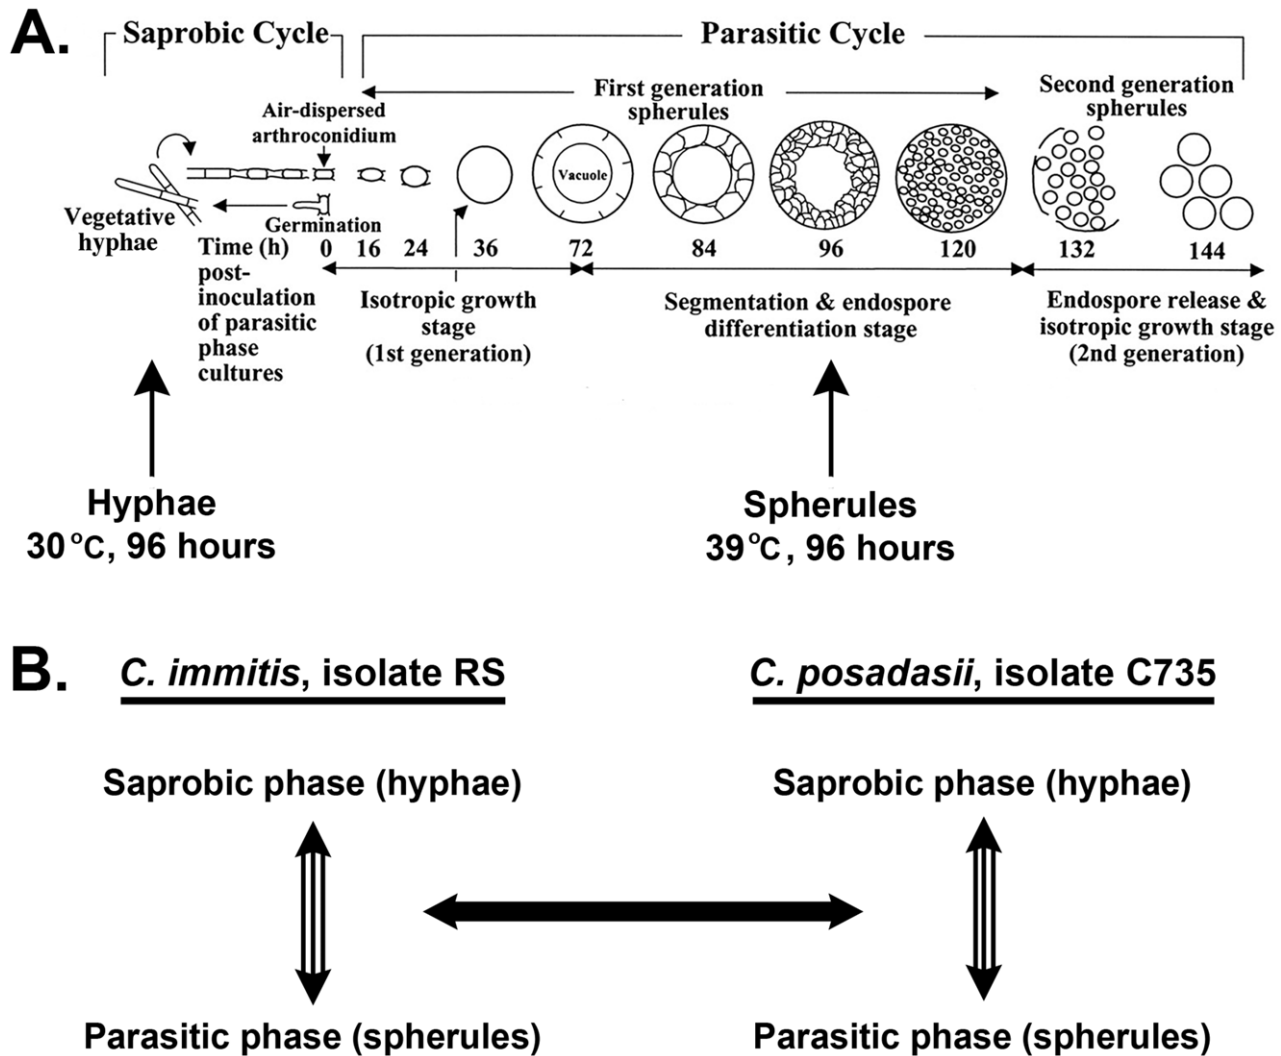 A.
Saprobic Cycle
Parasitic Cycle
First generation
spherules
Second generation
spherules
Air-dispersed
arthroconidium
Vacuole
Vegetative
hyphae
Germination
Time (h)
post-
inoculation
of parasitic
phase
cultures
0 16 24 36 72 84 96 120 132 144
Isotropic growth
stage
(1st generation)
Segmentation & endospore
differentiation stage
Endospore release &
isotropic growth stage
(2nd generation)
Hyphae
30 °C, 96 hours
Spherules
39 °C, 96 hours
B.
C. immitis, isolate RS
C. posadasii, isolate C735
Saprobic phase (hyphae)
Saprobic phase (hyphae)
Parasitic phase (spherules)
Parasitic phase (spherules)